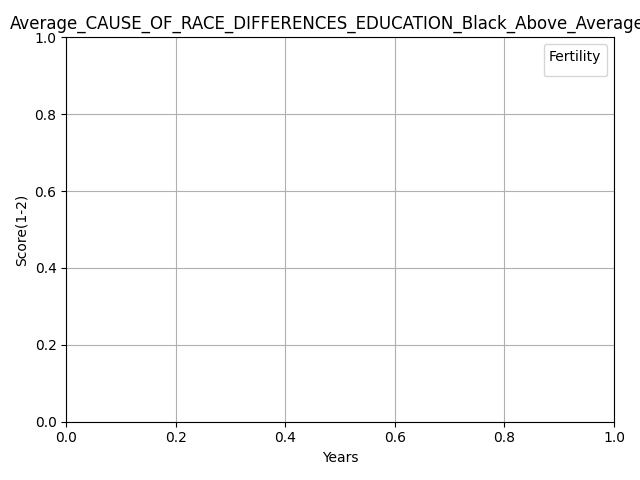 Average_CAUSE_OF_RACE_DIFFERENCES_EDUCATION_Black_Above_Average
Fertility
1.0
0.8
0.6
0.4
0.2
0.0
Score(1-2)
0.0 0.2 0.4 0.6 0.8 1.0
Years